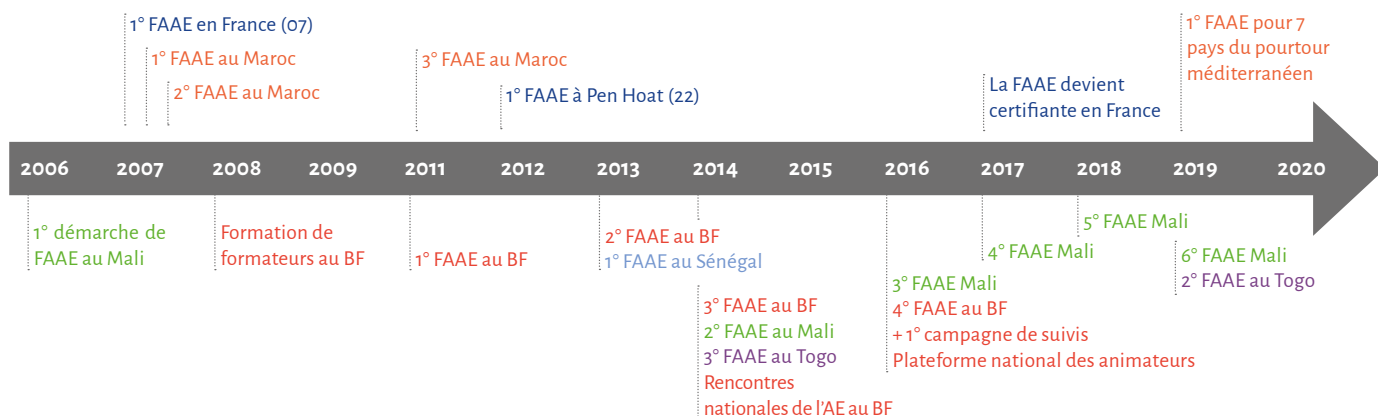 1° FAAE en France (07)
1° FAAE au Maroc
2° FAAE au Maroc
3° FAAE au Maroc
1° FAAE à Pen Hoat (22)
La FAAE devient
certifiante en France
1° FAAE pour 7
pays du pourtour
méditerranéen
2006 2007 2008 2009 2011 2012 2013 2014 2015 2016 2017 2018 2019 2020
1° démarche de
FAAE au Mali
Formation de
formateurs au BF
1° FAAE au BF
2° FAAE au BF
1° FAAE au Sénégal
3° FAAE au BF
2° FAAE au Mali
3° FAAE au Togo
Rencontres
nationales de l'AE au BF
3° FAAE Mali
4° FAAE au BF
+ 1° campagne de suivis
Plateforme national des animateurs
4° FAAE Mali
5° FAAE Mali
6° FAAE Mali
2° FAAE au Togo